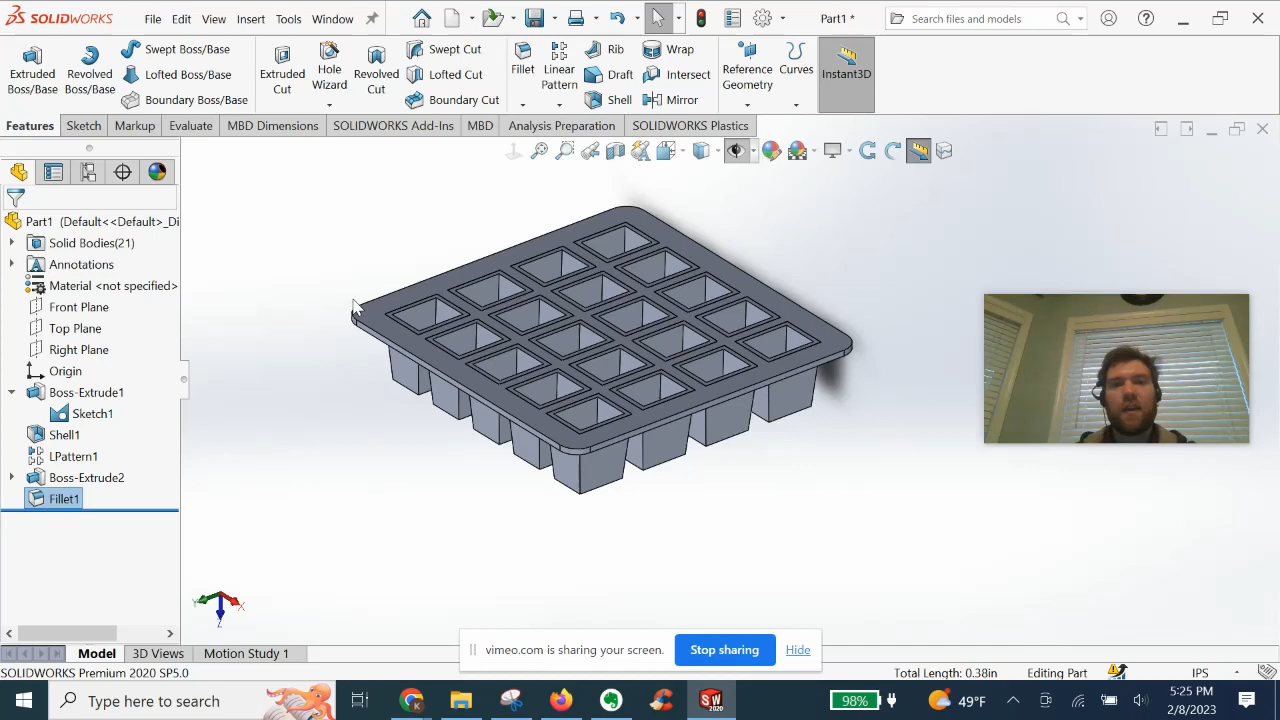 SOLIDWORKS File Edit View Insert Tools Window Part1 * Search files and models
Extruded Boss/Base
Revolved Boss/Base
Swept Boss/Base
Lofted Boss/Base
Boundary Boss/Base
Extruded Cut
Hole Wizard
Revolved Cut
Swept Cut
Lofted Cut
Boundary Cut
Fillet
Linear Pattern
Rib
Draft
Shell
Wrap
Intersect
Mirror
Reference Geometry
Curves
Instant3D
Features Sketch Markup Evaluate MBD Dimensions SOLIDWORKS Add-Ins MBD Analysis Preparation SOLIDWORKS Plastics
Part1 (Default<<Default>_Di
Solid Bodies(21)
Annotations
Material <not specified>
Front Plane
Top Plane
Right Plane
Origin
Boss-Extrude1
Sketch1
Shell1
LPattern1
Boss-Extrude2
Fillet1
Y X
Z
vimeo.com is sharing your screen. Stop sharing Hide
Model 3D Views Motion Study 1
SOLIDWORKS Premium 2020 SP5.0 Total Length: 0.38in Editing Part IPS
Type here to search
SW
2020
98%
49°F
5:25 PM
2/8/2023